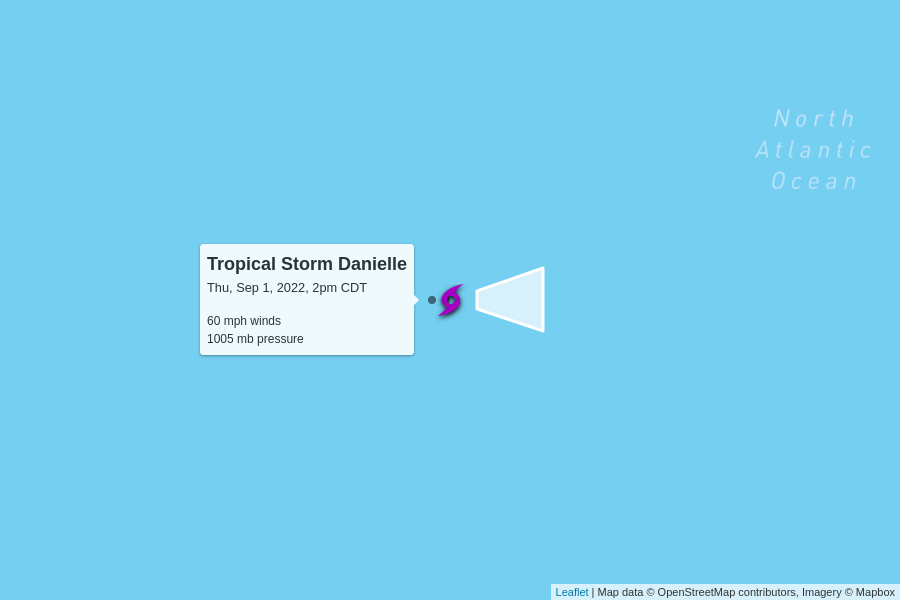 North
Atlantic
Ocean
Tropical Storm Danielle
Thu, Sep 1, 2022, 2pm CDT
60 mph winds
1005 mb pressure
Leaflet | Map data © OpenStreetMap contributors, Imagery © Mapbox